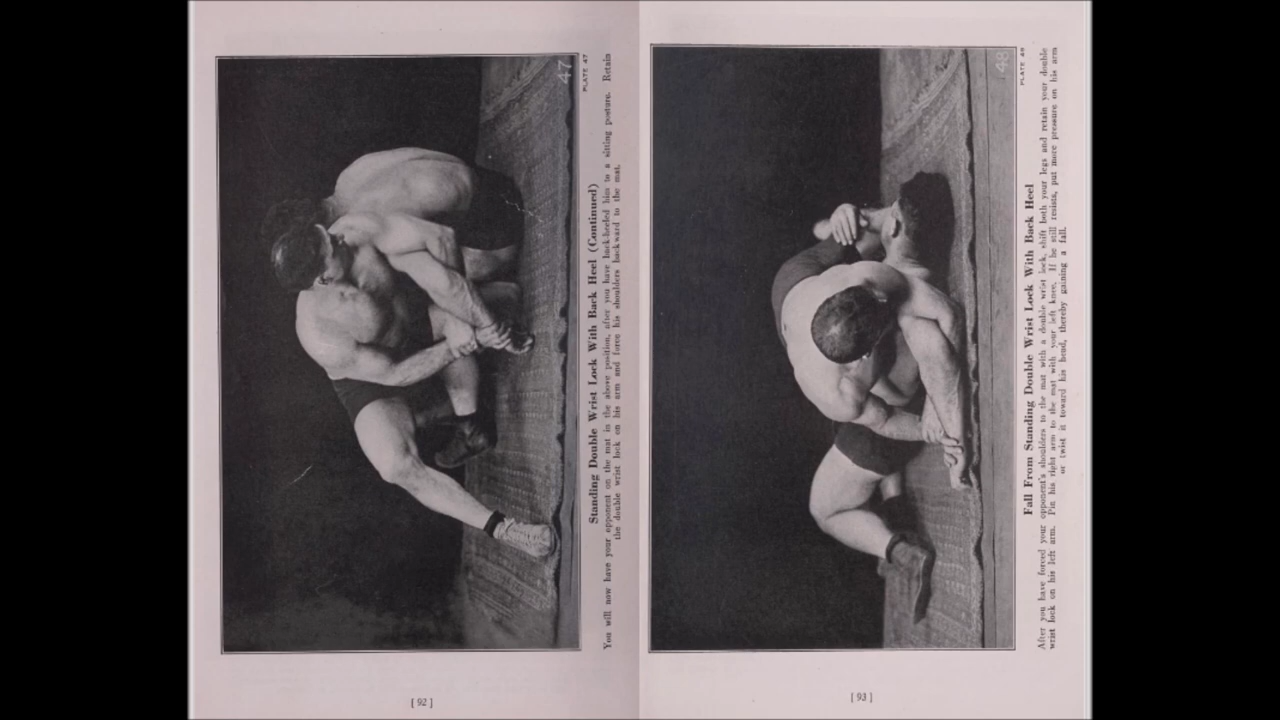 47
PLATE 47
Standing Double Wrist Lock With Back Heel (Continued)
You will now have your opponent on the mat in the above position, after you have back-heeled him to a sitting posture. Retain
the double wrist lock on his arm and force his shoulders backward to the mat.
[ 92 ]
48
PLATE 48
Fall From Standing Double Wrist Lock With Back Heel
After you have forced your opponent's shoulders to the mat with a double wrist lock, shift both your legs and retain your double
wrist lock on his left arm. Pin his right arm to the mat with your left knee. If he still resists, put more pressure on his arm
or twist it toward his head, thereby gaining a fall.
[ 93 ]